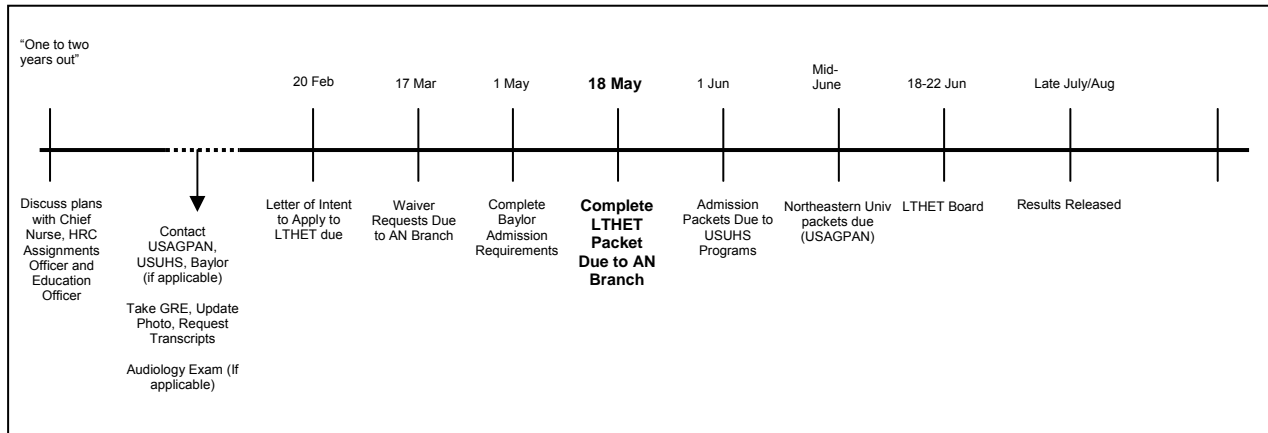 “One to two
years out”
20 Feb
17 Mar
1 May
18 May
1 Jun
Mid-
June
18-22 Jun
Late July/Aug
Discuss plans
with Chief
Nurse, HRC
Assignments
Officer and
Education
Officer
Contact
USAGPAN,
USUHS, Baylor
(if applicable)
Take GRE, Update
Photo, Request
Transcripts
Audiology Exam (If
applicable)
Letter of Intent
to Apply to
LTHET due
Waiver
Requests Due
to AN Branch
Complete
Baylor
Admission
Requirements
Complete
LTHET
Packet
Due to AN
Branch
Admission
Packets Due to
USUHS
Programs
Northeastern Univ
packets due
(USAGPAN)
LTHET Board
Results Released